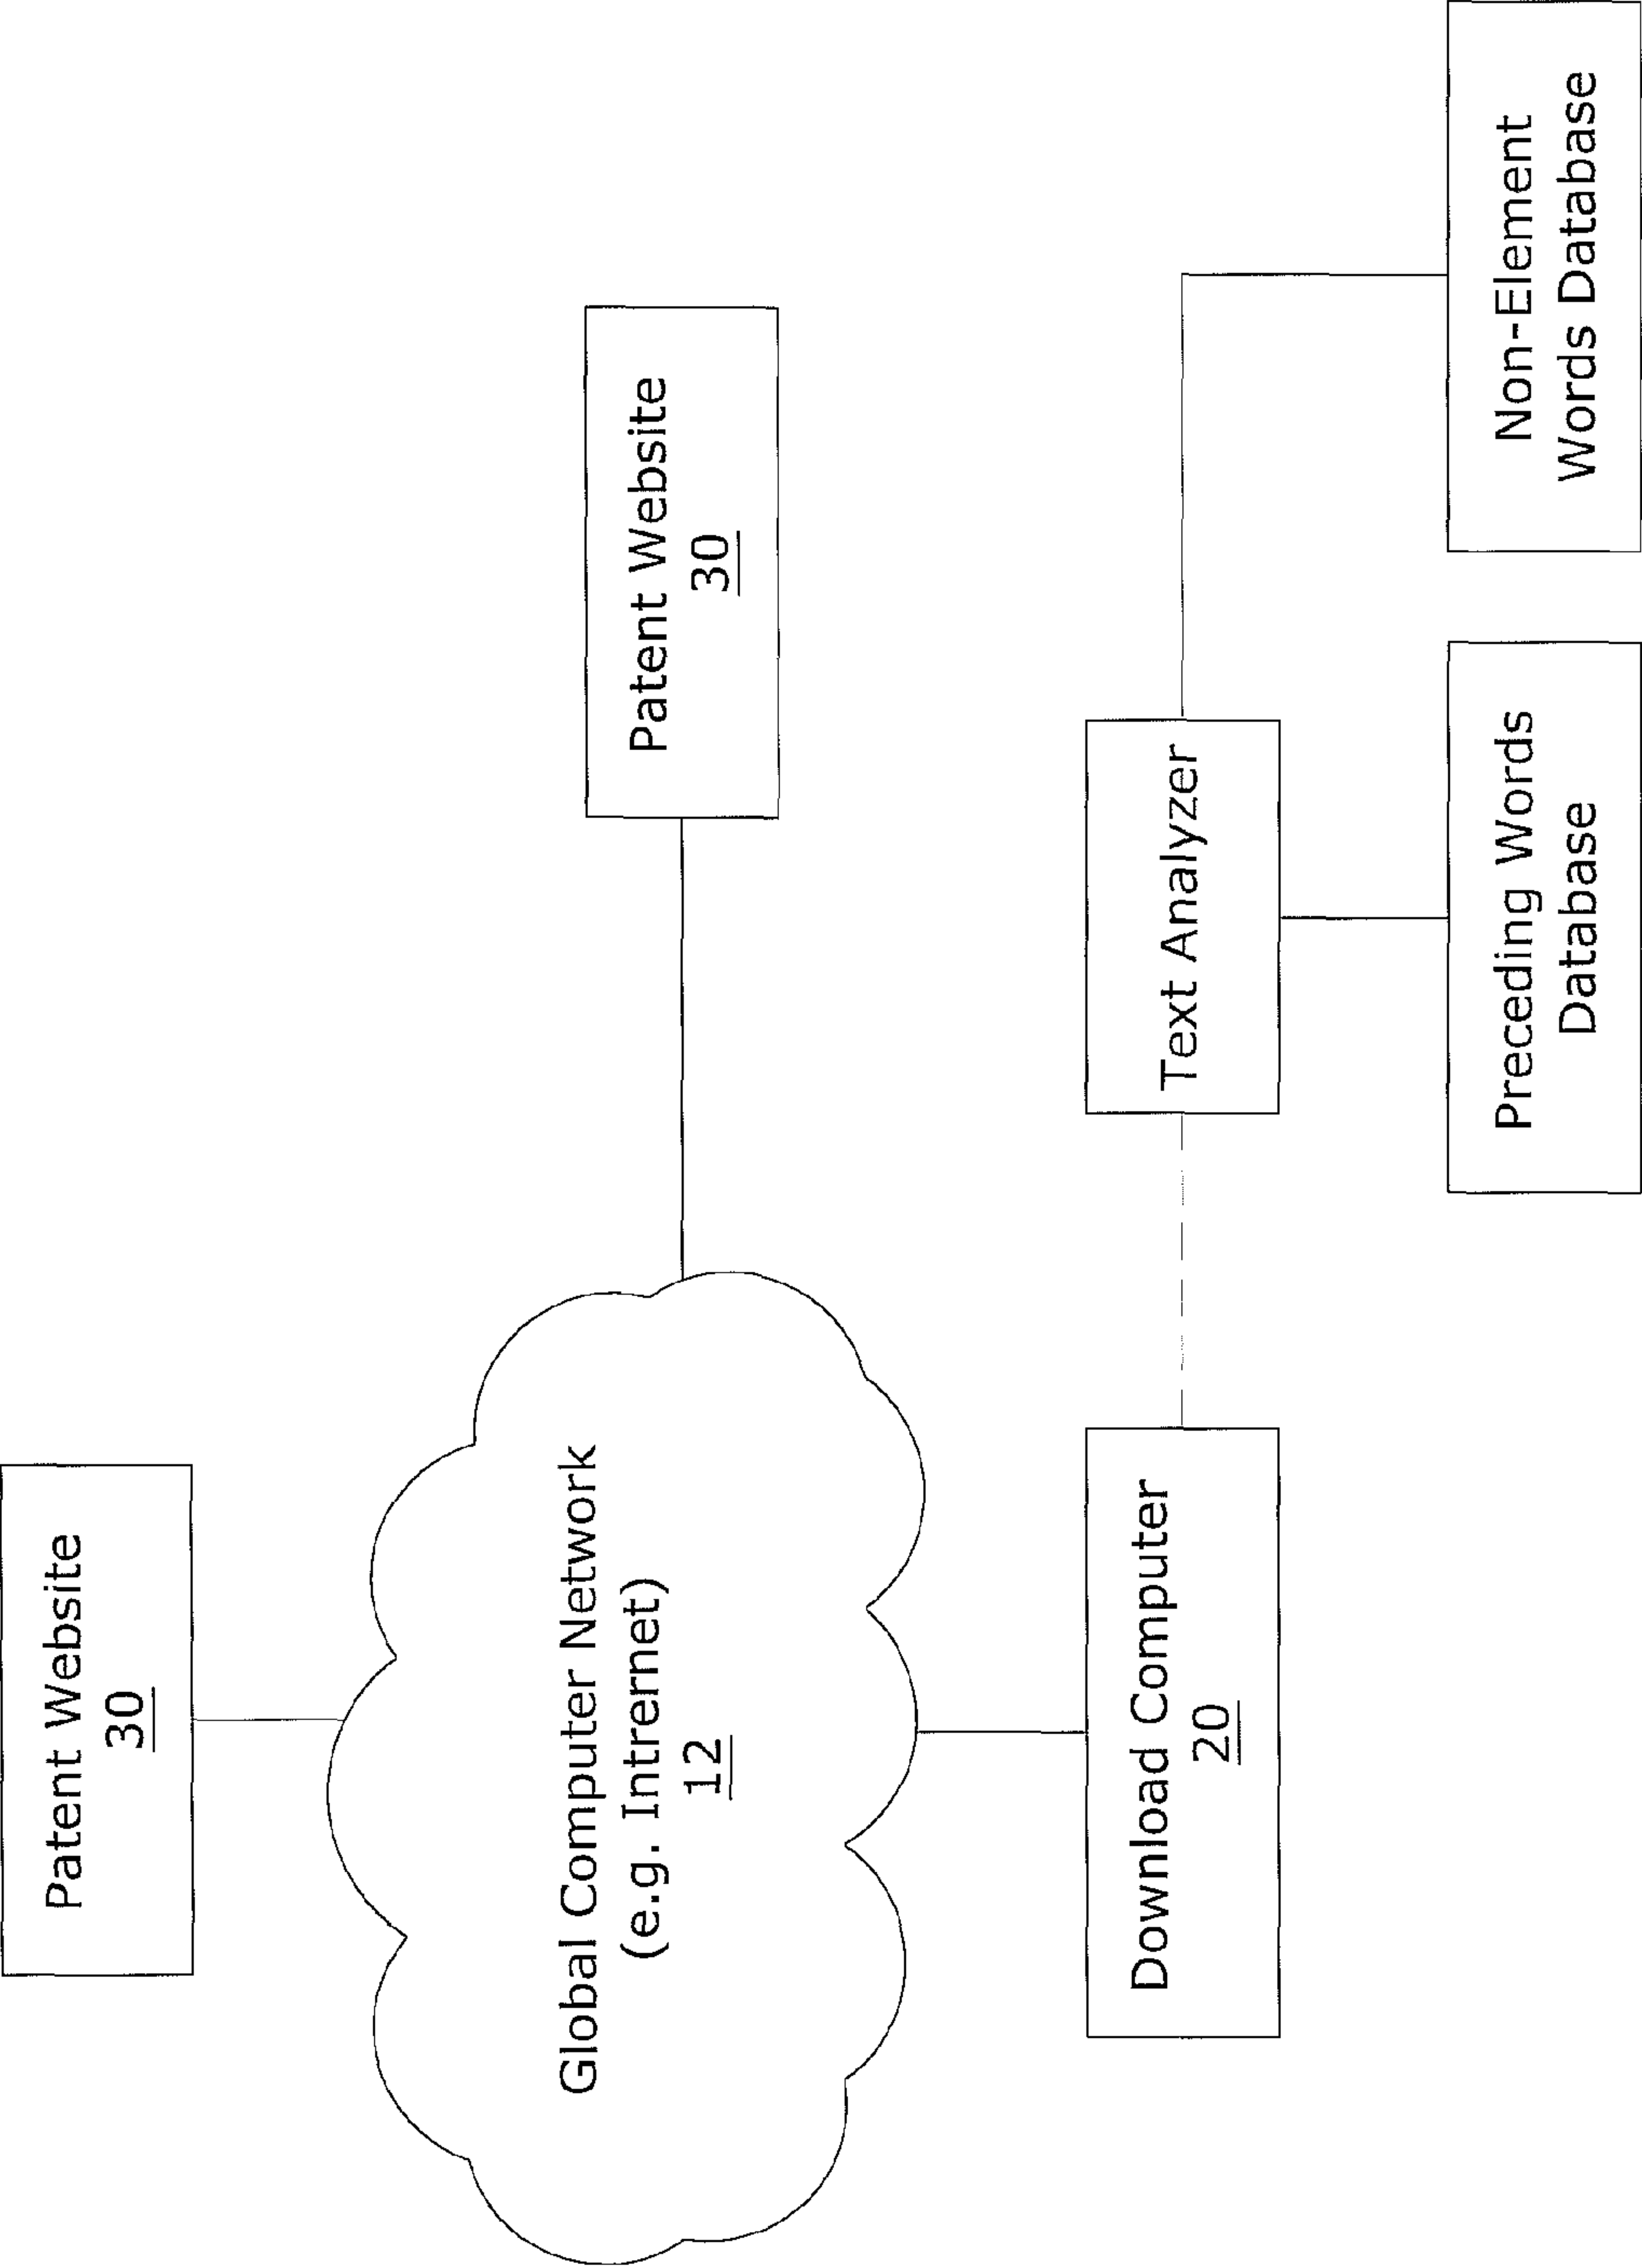 Patent Website
30
Global Computer Network
(e.g. Intrernet)
12
Patent Website
30
Download Computer
20
Text Analyzer
Preceding Words
Database
Non-Element
Words Database